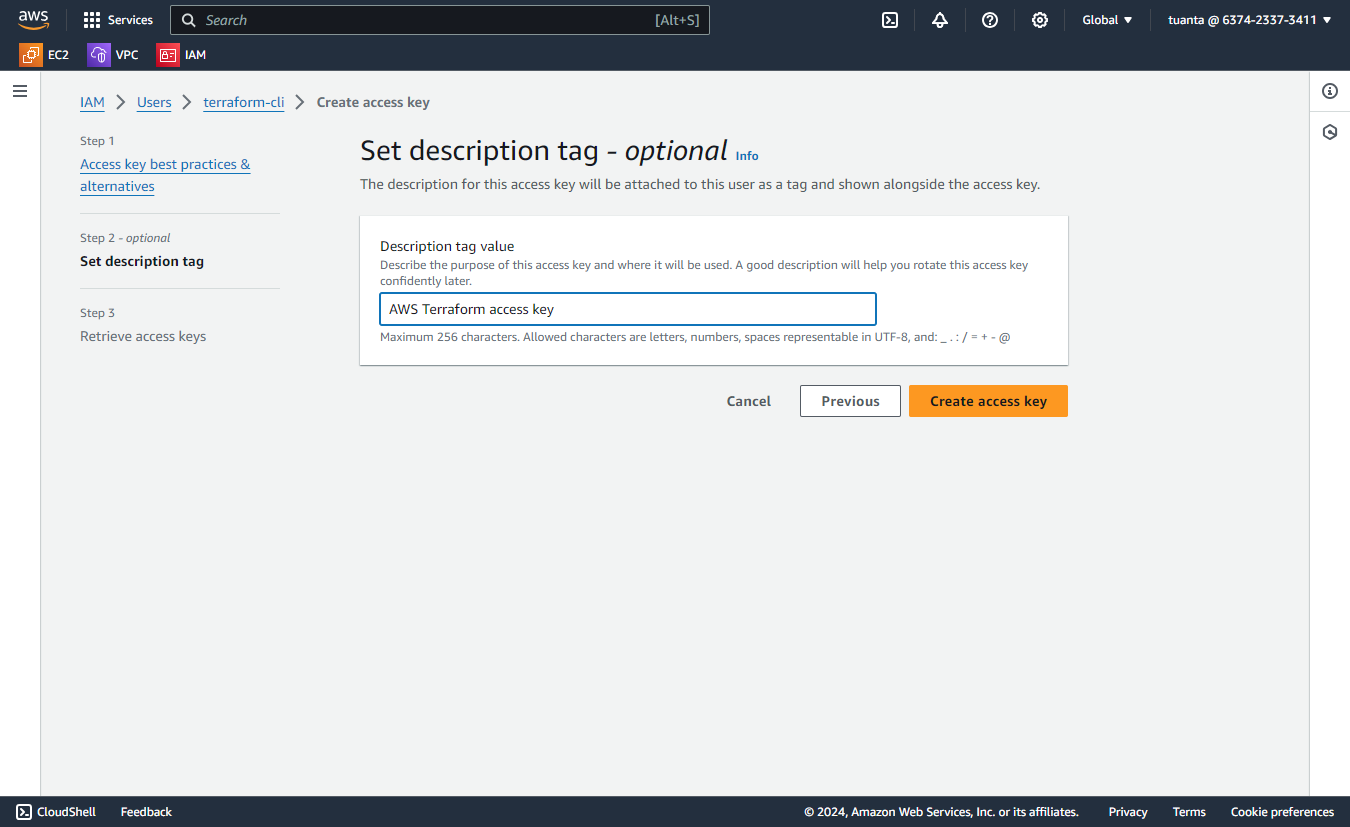 aws Services Search [Alt+S] Global tuanta @ 6374-2337-3411
EC2 VPC IAM
IAM Users terraform-cli Create access key
Step 1
Access key best practices &
alternatives
Step 2 - optional
Set description tag
Step 3
Retrieve access keys
Set description tag - optional Info
The description for this access key will be attached to this user as a tag and shown alongside the access key.
Description tag value
Describe the purpose of this access key and where it will be used. A good description will help you rotate this access key
confidently later.
AWS Terraform access key
Maximum 256 characters. Allowed characters are letters, numbers, spaces representable in UTF-8, and: _ . : / = + - @
Cancel Previous Create access key
CloudShell Feedback © 2024, Amazon Web Services, Inc. or its affiliates. Privacy Terms Cookie preferences